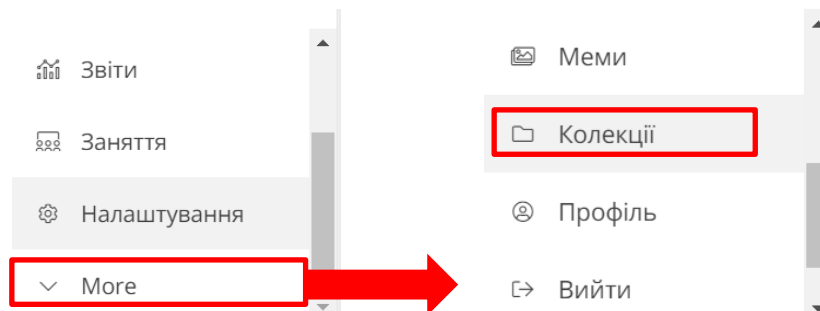 Звіти
Заняття
Налаштування
More
Меми
Колекції
Профіль
Вийти